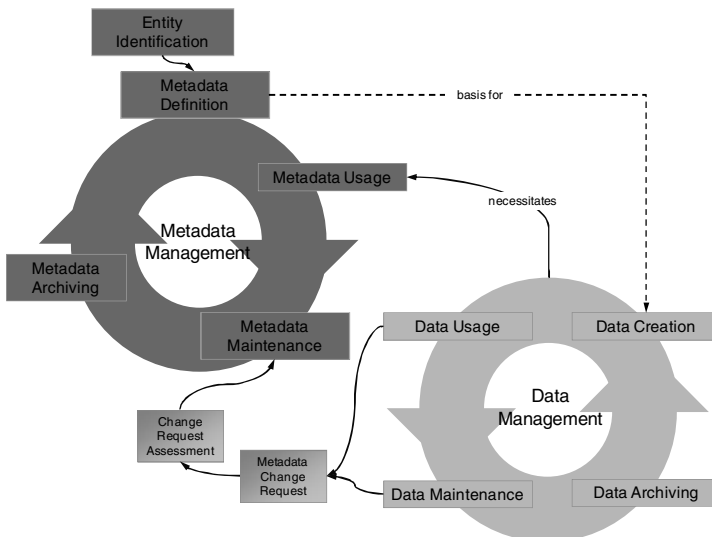 Entity
Identification
Metadata
Definition
basis for
Metadata Usage
necessitates
Metadata
Management
Metadata
Archiving
Metadata
Maintenance
Data Usage
Data Creation
Change
Request
Assessment
Data
Management
Metadata
Change
Request
Data Maintenance
Data Archiving